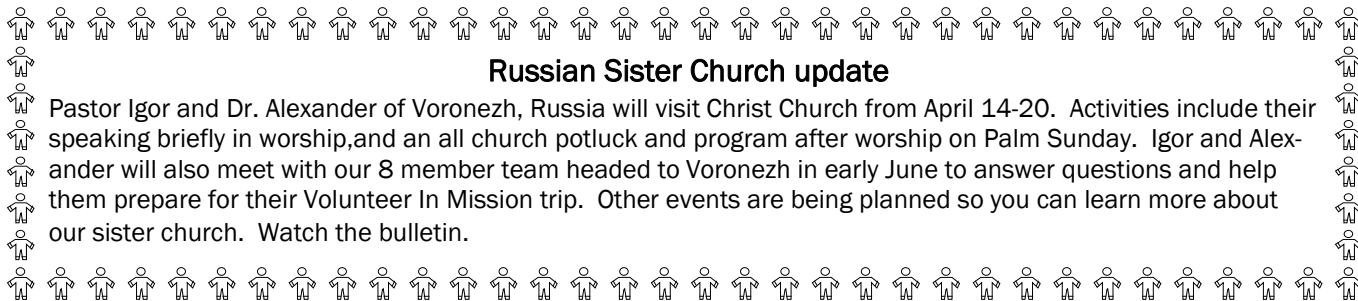 Russian Sister Church update
Pastor Igor and Dr. Alexander of Voronezh, Russia will visit Christ Church from April 14-20.  Activities include their
speaking briefly in worship,and an all church potluck and program after worship on Palm Sunday.  Igor and Alex-
ander will also meet with our 8 member team headed to Voronezh in early June to answer questions and help
them prepare for their Volunteer In Mission trip.  Other events are being planned so you can learn more about
our sister church.  Watch the bulletin.